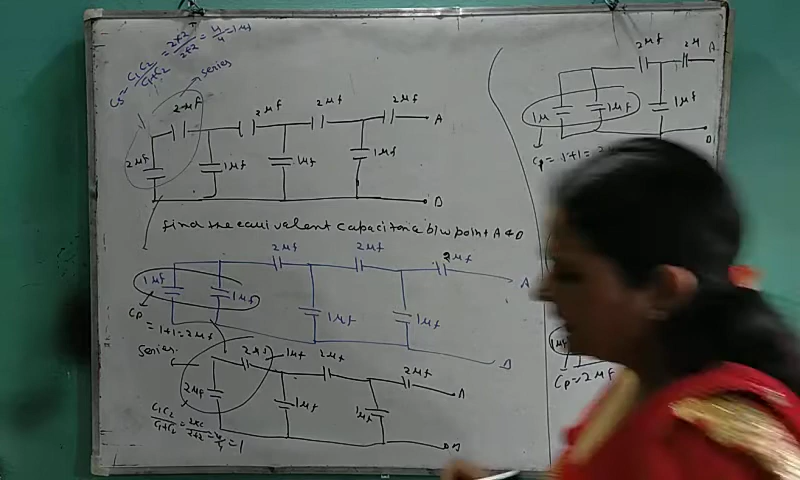 Cs = C1C2 / C1+C2 = 2×2 / 2+2 = 4/4 = 1μf
series
2μf 2μf 2μf 2μf
A
2μf 1μf 1μf 1μf
B
find the equivalent capacitance b/w point A & B
2μf 2μf 2μf
A
1μf 1μf 1μf 1μf
Cp = 1+1=2μf
B
series
2μf 1μf 2μf 2μf
A
2μf 1μf 1μf
C1C2 / C1+C2 = 2×2 / 2+2 = 4/4 = 1
B
2μf 2μ A
1μ 1μf 1μf
B
Cp = 1+1=2
1μf
Cp=2μf